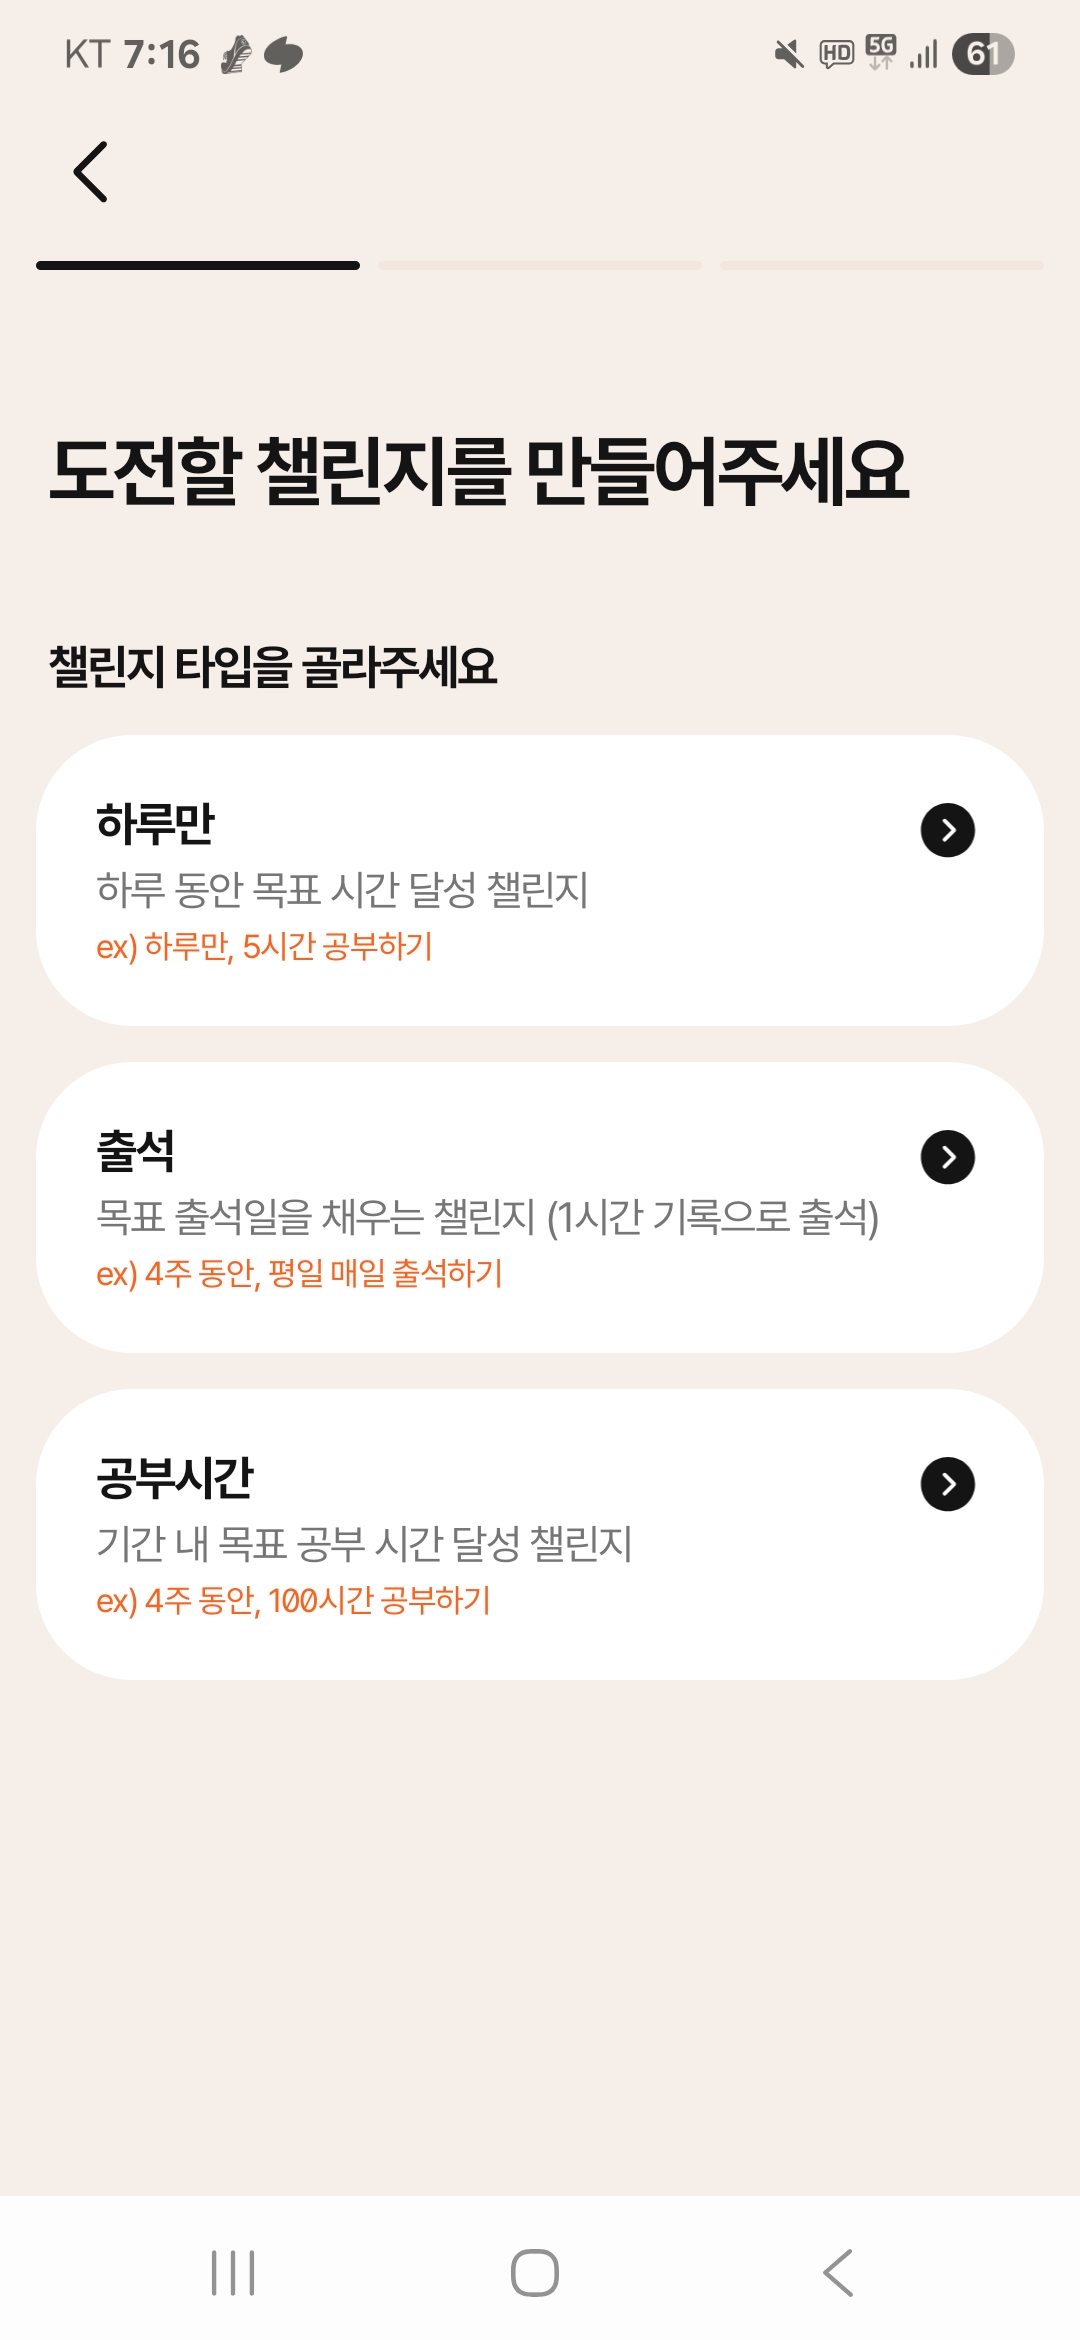 KT 7:16 HD 5G 61
도전할 챌린지를 만들어주세요
챌린지 타입을 골라주세요
하루만
하루 동안 목표 시간 달성 챌린지
ex) 하루만, 5시간 공부하기
출석
목표 출석일을 채우는 챌린지 (1시간 기록으로 출석)
ex) 4주 동안, 평일 매일 출석하기
공부시간
기간 내 목표 공부 시간 달성 챌린지
ex) 4주 동안, 100시간 공부하기